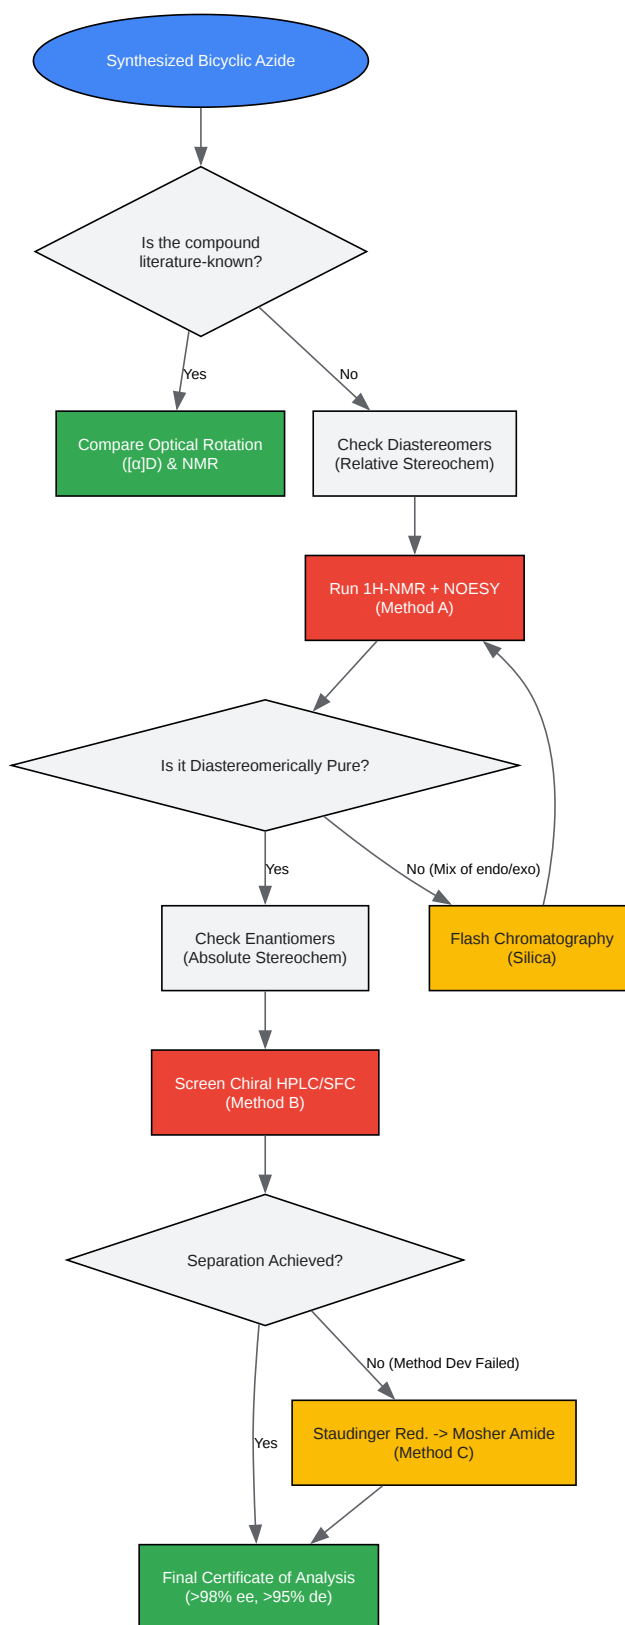 Synthesized Bicyclic Azide
Is the compound
literature-known?
Yes
No
Compare Optical Rotation
([α]D) & NMR
Check Diastereomers
(Relative Stereochem)
Run 1H-NMR + NOESY
(Method A)
Is it Diastereomerically Pure?
Yes
No (Mix of endo/exo)
Check Enantiomers
(Absolute Stereochem)
Flash Chromatography
(Silica)
Screen Chiral HPLC/SFC
(Method B)
Separation Achieved?
No (Method Dev Failed)
Yes
Staudinger Red. -> Mosher Amide
(Method C)
Final Certificate of Analysis
(>98% ee, >95% de)